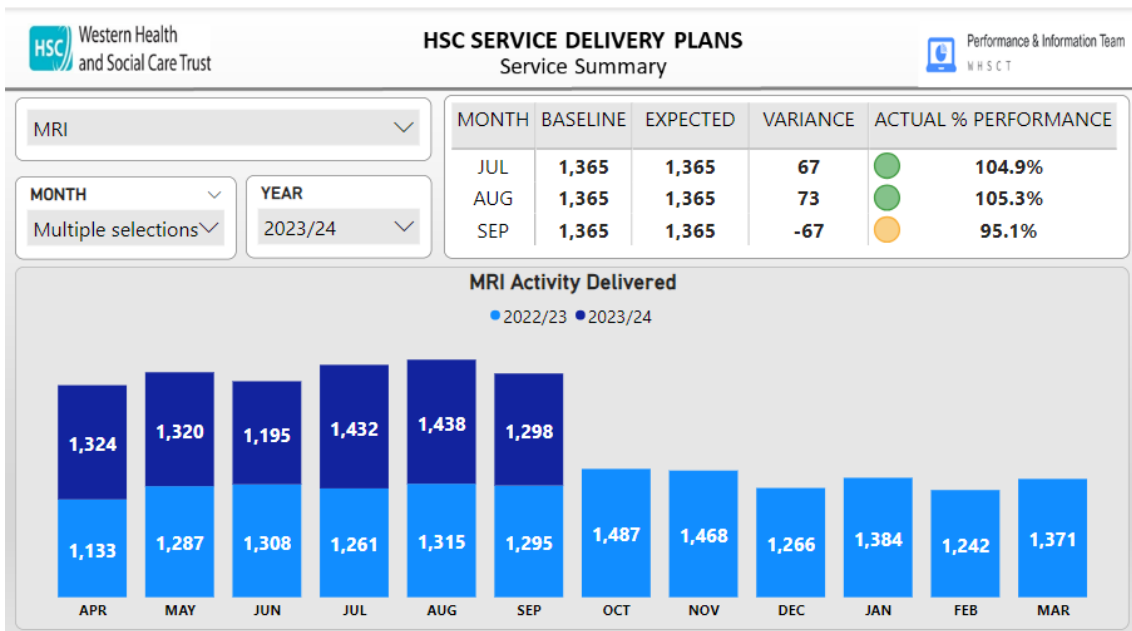 HSC
Western Health
and Social Care Trust
HSC SERVICE DELIVERY PLANS
Service Summary
Performance & Information Team
WHSCT
MRI
MONTH
Multiple selections
YEAR
2023/24
MONTH BASELINE EXPECTED VARIANCE ACTUAL % PERFORMANCE
JUL 1,365 1,365 67 104.9%
AUG 1,365 1,365 73 105.3%
SEP 1,365 1,365 -67 95.1%
MRI Activity Delivered
2022/23 2023/24
1,324 1,320 1,195 1,432 1,438 1,298
1,133 1,287 1,308 1,261 1,315 1,295 1,487 1,468 1,266 1,384 1,242 1,371
APR MAY JUN JUL AUG SEP OCT NOV DEC JAN FEB MAR